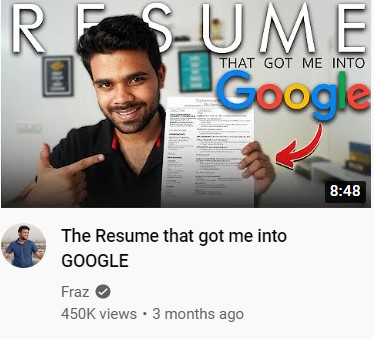 RESUME
THAT GOT ME INTO
Google
8:48
The Resume that got me into
GOOGLE
Fraz
450K views • 3 months ago